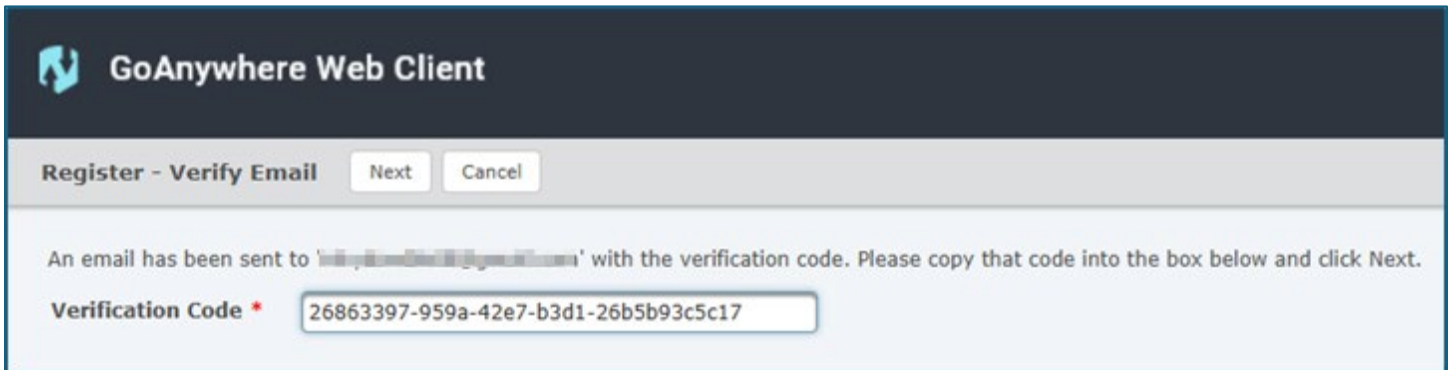 GoAnywhere Web Client
Register - Verify Email Next Cancel
An email has been sent to '' with the verification code. Please copy that code into the box below and click Next.
Verification Code * 26863397-959a-42e7-b3d1-26b5b93c5c17